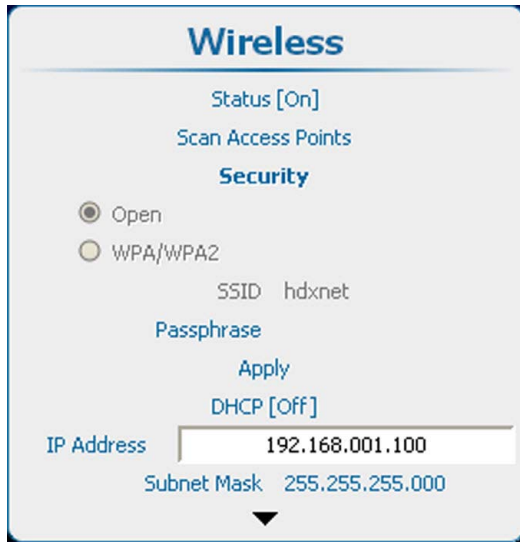 Wireless
Status [On]
Scan Access Points
Security
Open
WPA/WPA2
SSID hdxnet
Passphrase
Apply
DHCP [Off]
IP Address 192.168.001.100
Subnet Mask 255.255.255.000